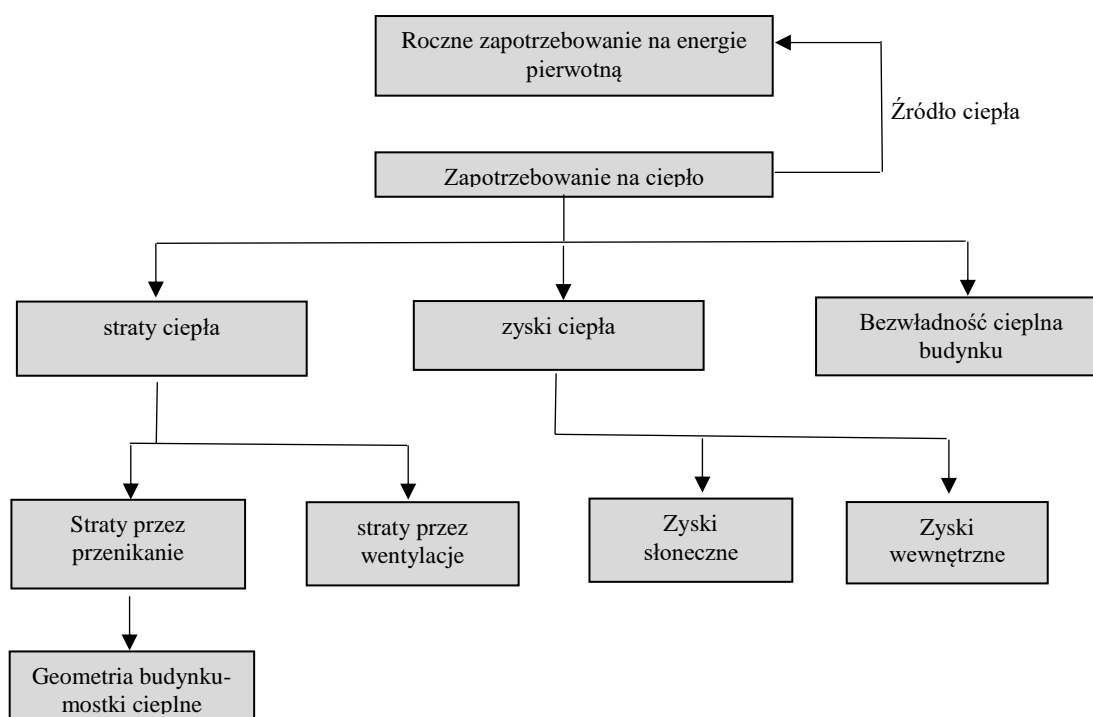 Roczne zapotrzebowanie na energie
pierwotną
Źródło ciepła
Zapotrzebowanie na ciepło
straty ciepła
zyski ciepła
Bezwładność cieplna
budynku
Straty przez
przenikanie
straty przez
wentylacje
Zyski
słoneczne
Zyski
wewnętrzne
Geometria budynku-
mostki cieplne